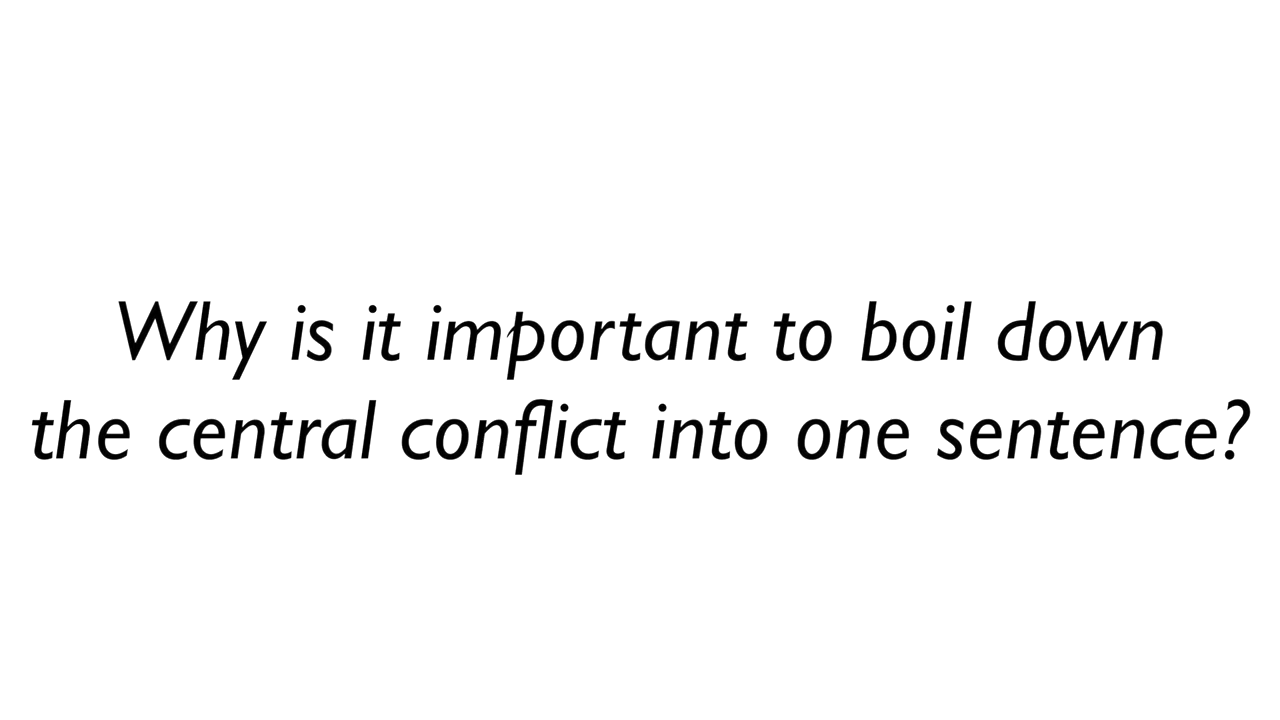 Why is it important to boil down
the central conflict into one sentence?